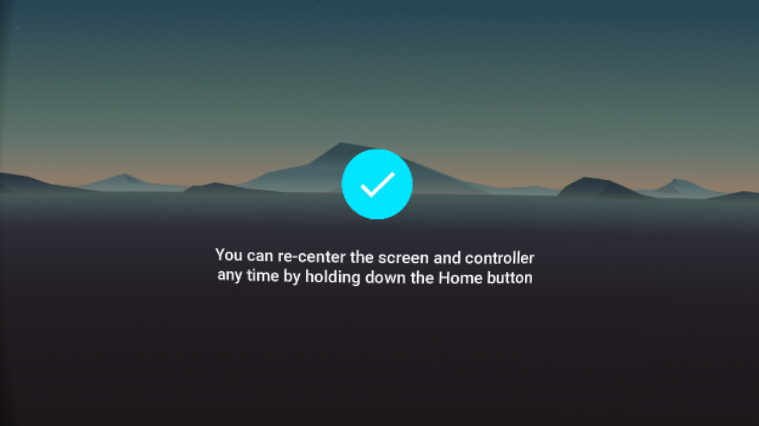 You can re-center the screen and controller
any time by holding down the Home button